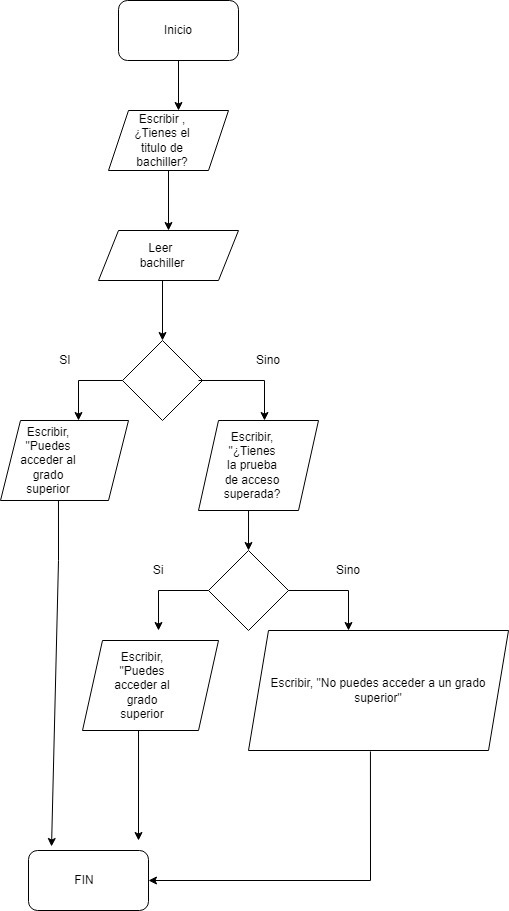 Inicio
Escribir ,
¿Tienes el
titulo de
bachiller?
Leer
bachiller
SI
Sino
Escribir,
"Puedes
acceder al
grado
superior
Escribir,
"¿Tienes
la prueba
de acceso
superada?
Si
Sino
Escribir,
"Puedes
acceder al
grado
superior
Escribir, "No puedes acceder a un grado
superior"
FIN